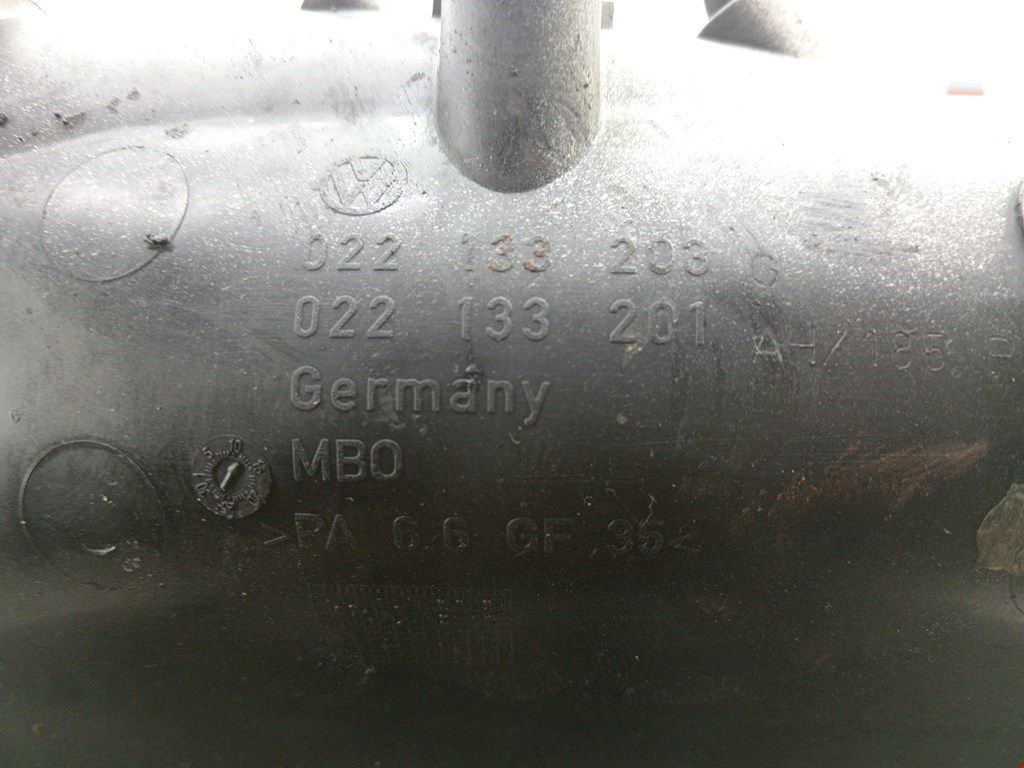 022 133 203 G
022 133 201
AH/185
Germany
MBO
>PA 6.6 GF 35<